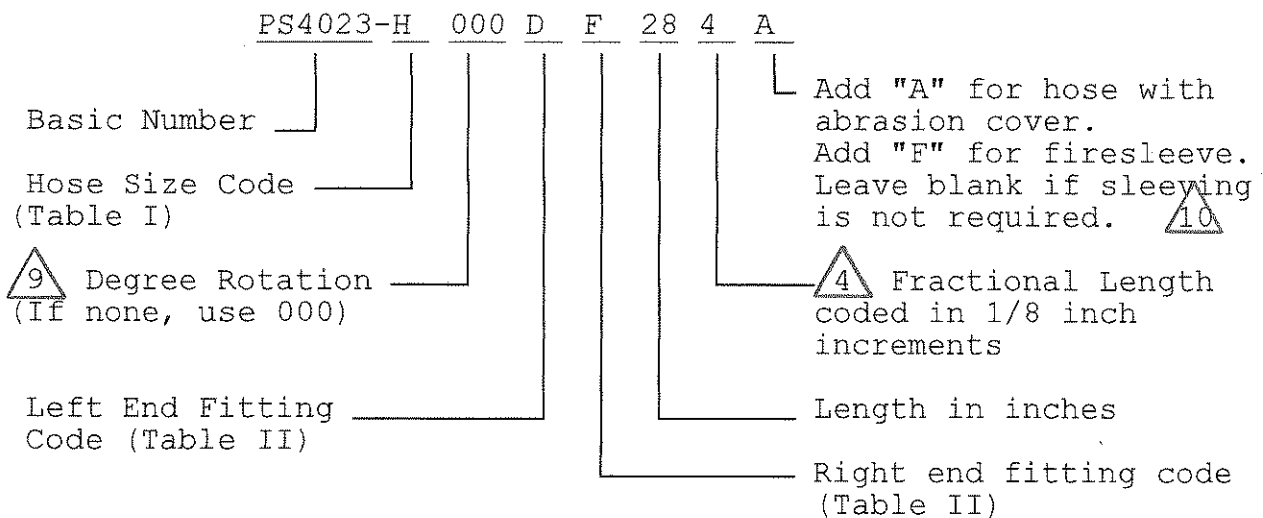 PS4023-H 000 D F 28 4 A
Basic Number
Hose Size Code
(Table I)
9 Degree Rotation
(If none, use 000)
Left End Fitting
Code (Table II)
Add "A" for hose with
abrasion cover.
Add "F" for firesleeve.
Leave blank if sleeving
is not required. 10
4 Fractional Length
coded in 1/8 inch
increments
Length in inches
Right end fitting code
(Table II)